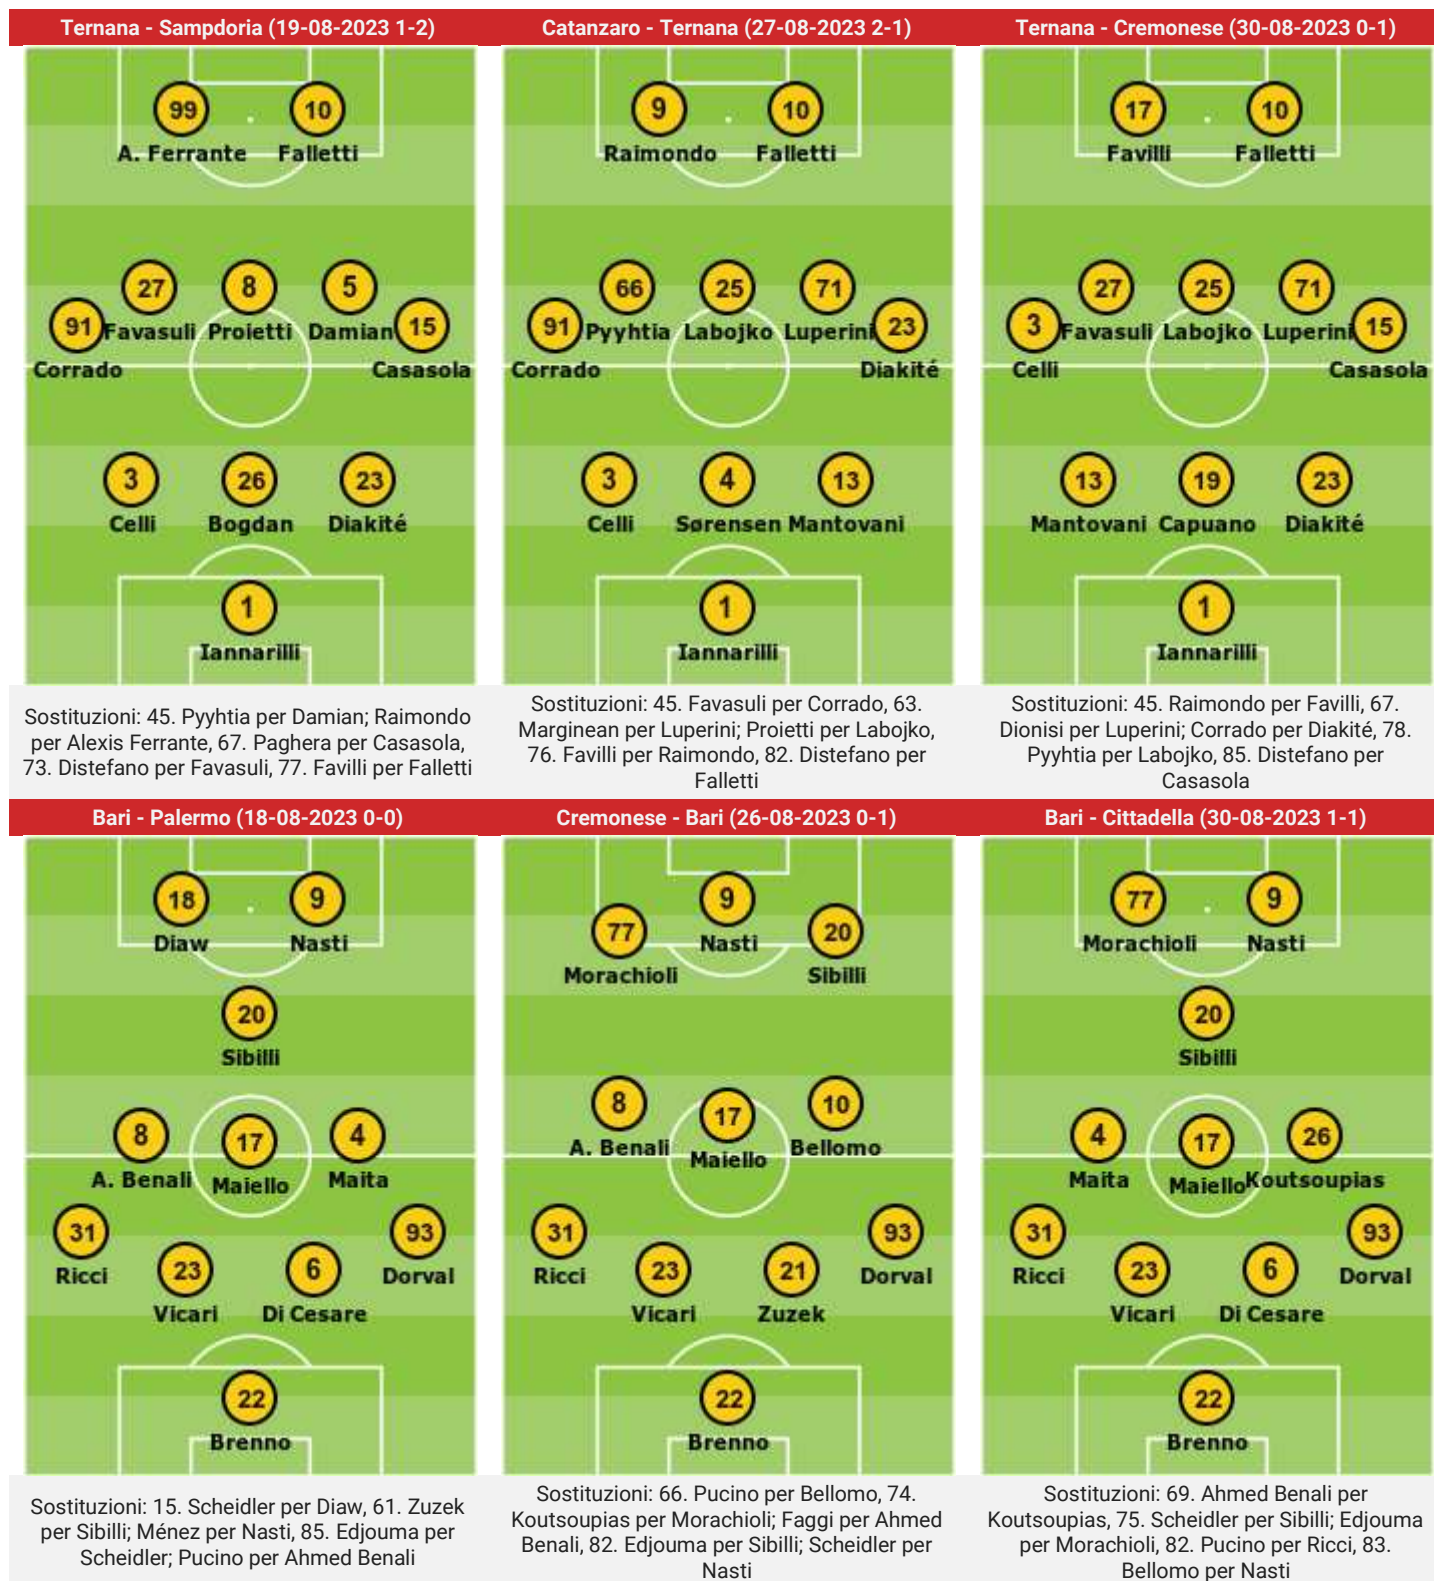 Ternana - Sampdoria (19-08-2023 1-2)
99
10
A. Ferrante
Falletti
27
8
5
91
Favasuli
Proietti
Damian
15
Corrado
Casasola
3
26
23
Celli
Bogdan
Diakité
1
Iannarilli
Sostituzioni: 45. Pyyhtia per Damian; Raimondo
per Alexis Ferrante, 67. Paghera per Casasola,
73. Distefano per Favasuli, 77. Favilli per Falletti
Catanzaro - Ternana (27-08-2023 2-1)
9
10
Raimondo
Falletti
66
25
71
91
Pyyhtia
Labojko
Luperini
23
Corrado
Diakité
3
4
13
Celli
Sørensen
Mantovani
1
Iannarilli
Sostituzioni: 45. Favasuli per Corrado, 63.
Marginean per Luperini; Proietti per Labojko,
76. Favilli per Raimondo, 82. Distefano per
Falletti
Ternana - Cremonese (30-08-2023 0-1)
17
10
Favilli
Falletti
27
25
71
3
Favasuli
Labojko
Luperini
15
Celli
Casasola
13
19
23
Mantovani
Capuano
Diakité
1
Iannarilli
Sostituzioni: 45. Raimondo per Favilli, 67.
Dionisi per Luperini; Corrado per Diakité, 78.
Pyyhtia per Labojko, 85. Distefano per
Casasola
Bari - Palermo (18-08-2023 0-0)
18
9
Diaw
Nasti
20
Sibilli
8
17
4
A. Benali
Maiello
Maita
31
93
Ricci
23
6
Dorval
Vicari
Di Cesare
22
Brenno
Sostituzioni: 15. Scheidler per Diaw, 61. Zuzek
per Sibilli; Ménez per Nasti, 85. Edjouma per
Scheidler; Pucino per Ahmed Benali
Cremonese - Bari (26-08-2023 0-1)
9
77
20
Nasti
Morachioli
Sibilli
8
17
10
A. Benali
Maiello
Bellomo
31
93
Ricci
23
21
Dorval
Vicari
Zuzek
22
Brenno
Sostituzioni: 66. Pucino per Bellomo, 74.
Koutsoupias per Morachioli; Faggi per Ahmed
Benali, 82. Edjouma per Sibilli; Scheidler per
Nasti
Bari - Cittadella (30-08-2023 1-1)
77
9
Morachioli
Nasti
20
Sibilli
4
17
26
Maita
Maiello
Koutsoupias
31
93
Ricci
23
6
Dorval
Vicari
Di Cesare
22
Brenno
Sostituzioni: 69. Ahmed Benali per
Koutsoupias, 75. Scheidler per Sibilli; Edjouma
per Morachioli, 82. Pucino per Ricci, 83.
Bellomo per Nasti